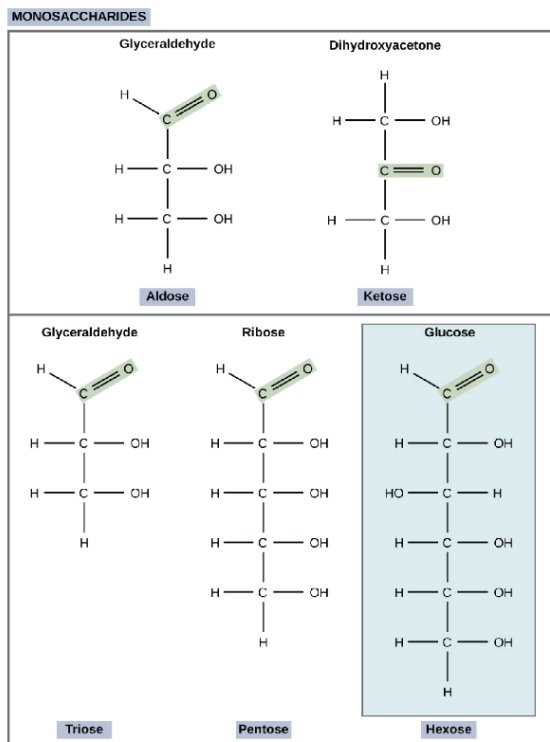 MONOSACCHARIDES
Glyceraldehyde Dihydroxyacetone
H O H
C H C OH
H C OH C O
H C OH H C OH
H H
Aldose Ketose
Glyceraldehyde Ribose Glucose
H O H O H O
C C C
H C OH H C OH H C OH
H C OH H C OH HO C H
H H C OH H C OH
H C OH H C OH
H H C OH
H
Triose Pentose Hexose